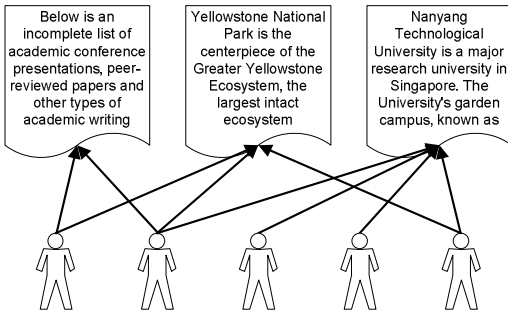 Below is an
incomplete list of
academic conference
presentations, peer-
reviewed papers and
other types of
academic writing
Yellowstone National
Park is the
centerpiece of the
Greater Yellowstone
Ecosystem, the
largest intact
ecosystem
Nanyang
Technological
University is a major
research university in
Singapore. The
University's garden
campus, known as